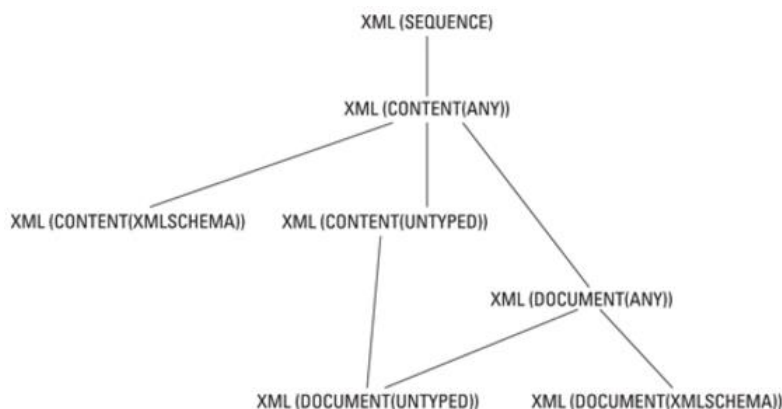 XML (SEQUENCE)
XML (CONTENT(ANY))
XML (CONTENT(XMLSCHEMA))
XML (CONTENT(UNTYPED))
XML (DOCUMENT(ANY))
XML (DOCUMENT(UNTYPED))
XML (DOCUMENT(XMLSCHEMA))